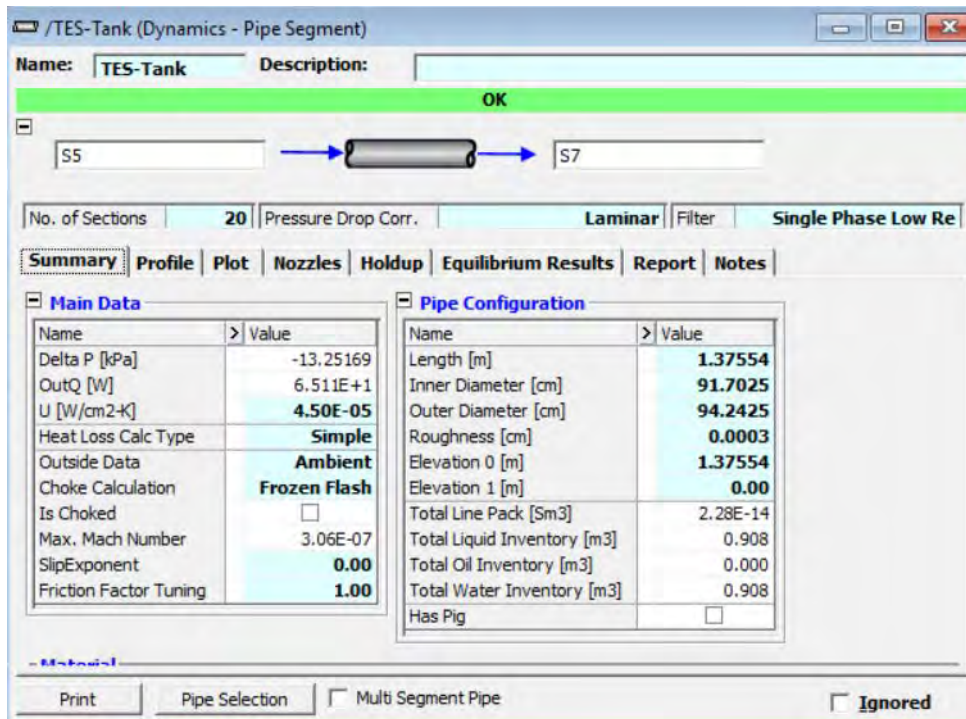 /TES-Tank (Dynamics - Pipe Segment)
Name: TES-Tank Description:
OK
S5 S7
No. of Sections 20 Pressure Drop Corr. Laminar Filter Single Phase Low Re
Summary Profile Plot Nozzles Holdup Equilibrium Results Report Notes
Main Data
Name > Value
Delta P [kPa] -13.25169
OutQ [W] 6.511E+1
U [W/cm2-K] 4.50E-05
Heat Loss Calc Type Simple
Outside Data Ambient
Choke Calculation Frozen Flash
Is Choked
Max. Mach Number 3.06E-07
SlipExponent 0.00
Friction Factor Tuning 1.00
Pipe Configuration
Name > Value
Length [m] 1.37554
Inner Diameter [cm] 91.7025
Outer Diameter [cm] 94.2425
Roughness [cm] 0.0003
Elevation 0 [m] 1.37554
Elevation 1 [m] 0.00
Total Line Pack [Sm3] 2.28E-14
Total Liquid Inventory [m3] 0.908
Total Oil Inventory [m3] 0.000
Total Water Inventory [m3] 0.908
Has Pig
Material
Print Pipe Selection Multi Segment Pipe Ignored